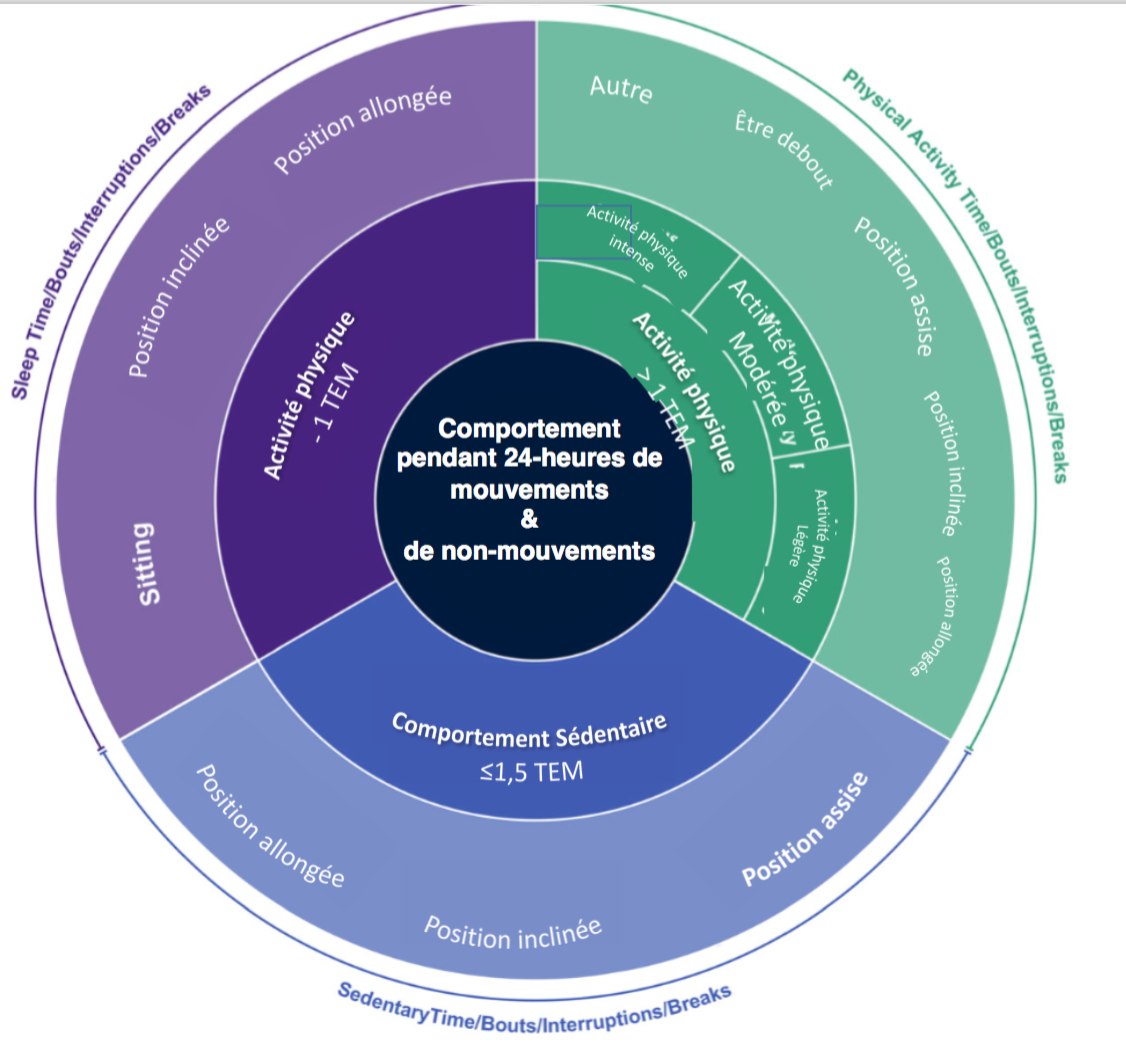 Comportement
pendant 24-heures de
mouvements
&
de non-mouvements
Activité physique
- 1 TEM
Position allongée
Position inclinée
Sitting
Sleep Time/Bouts/Interruptions/Breaks
Activité physique
> 1 TEM
Activité physique
intense
Activité physique
Modérée
Activité physique
Légère
Autre
Être debout
Position assise
Position inclinée
Position allongée
Physical Activity Time/Bouts/Interruptions/Breaks
Comportement Sédentaire
≤1,5 TEM
Position allongée
Position inclinée
Position assise
SedentaryTime/Bouts/Interruptions/Breaks